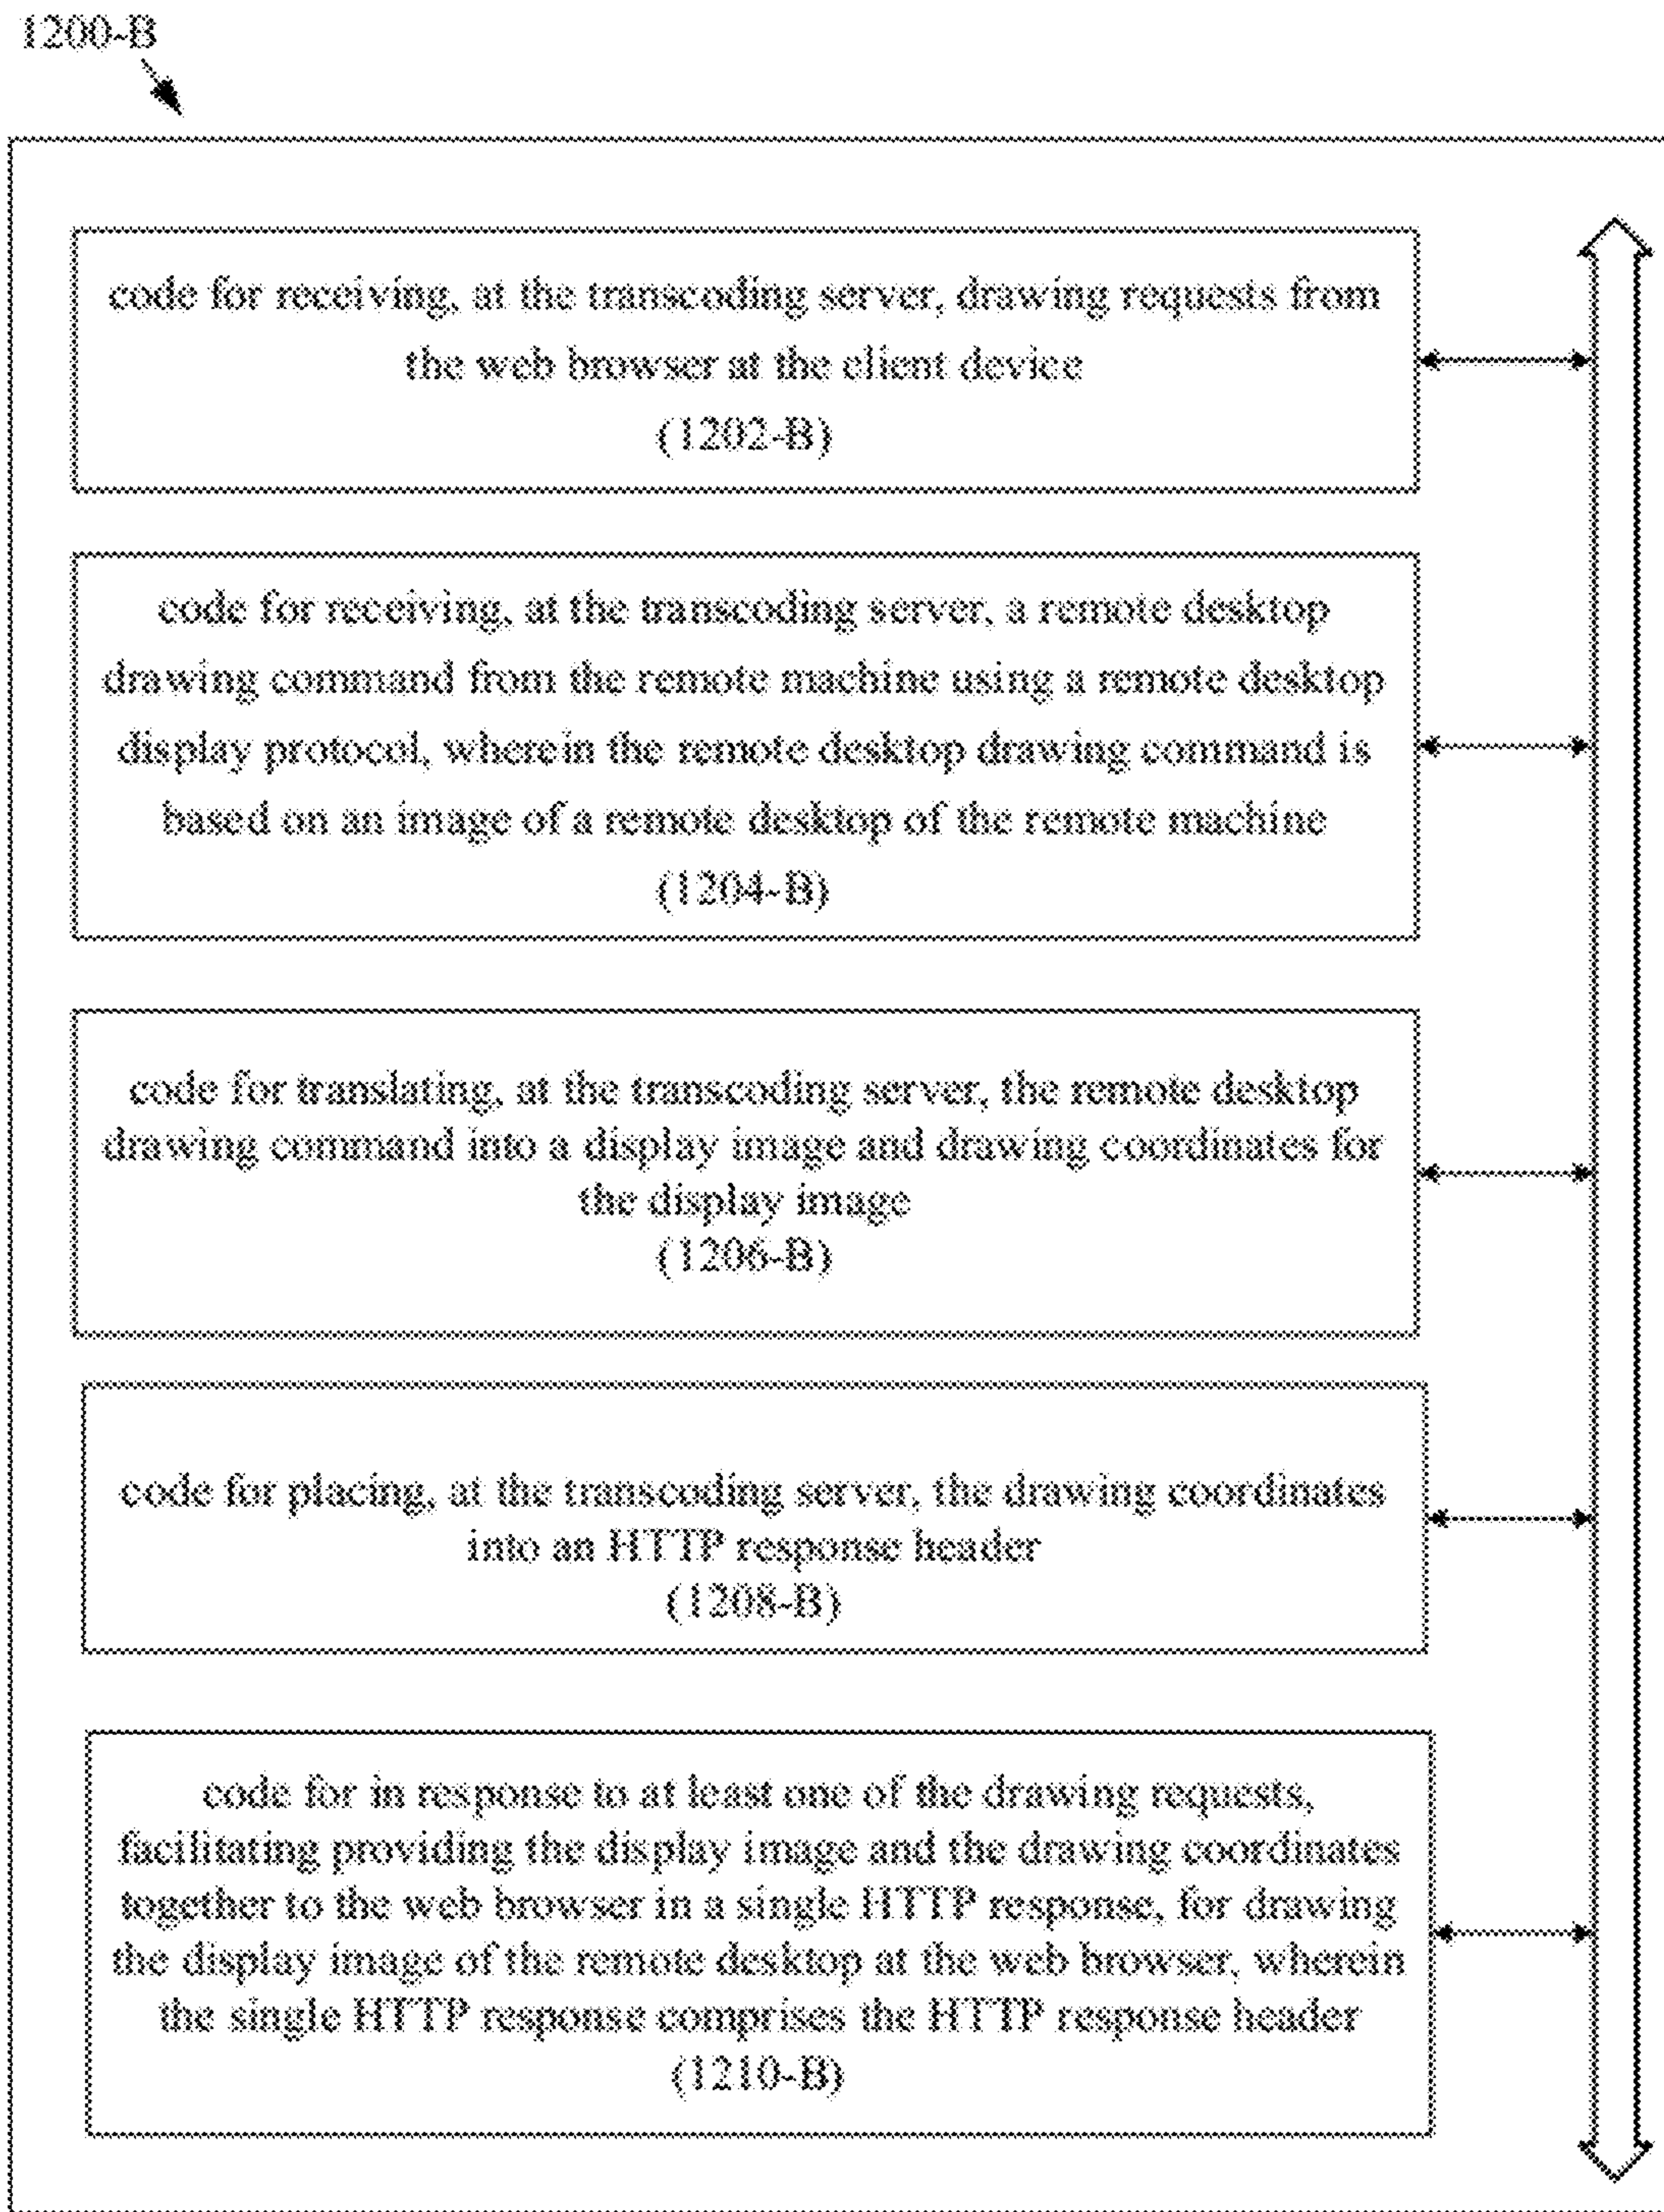 1200-B
code for receiving, at the transcoding server, drawing requests from
the web browser at the client device
(1202-B)
code for receiving, at the transcoding server, a remote desktop
drawing command from the remote machine using a remote desktop
display protocol, wherein the remote desktop drawing command is
based on an image of a remote desktop of the remote machine
(1204-B)
code for translating, at the transcoding server, the remote desktop
drawing command into a display image and drawing coordinates for
the display image
(1206-B)
code for placing, at the transcoding server, the drawing coordinates
into an HTTP response header
(1208-B)
code for in response to at least one of the drawing requests,
facilitating providing the display image and the drawing coordinates
together to the web browser in a single HTTP response, for drawing
the display image of the remote desktop at the web browser, wherein
the single HTTP response comprises the HTTP response header
(1210-B)